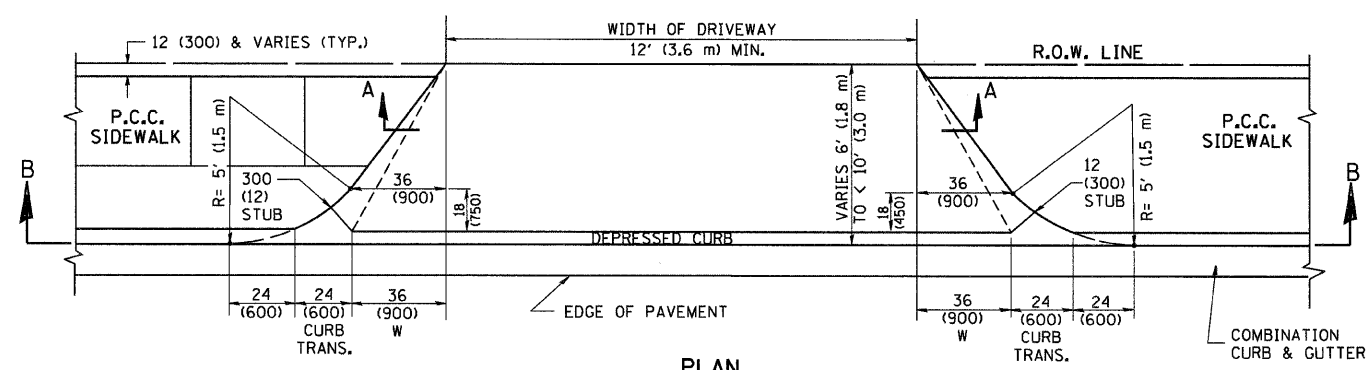 WIDTH OF DRIVEWAY
12' (3.6 m) MIN.
12 (300) & VARIES (TYP.)
R.O.W. LINE
A
A
P.C.C.
SIDEWALK
P.C.C.
SIDEWALK
R= 5' (1.5 m)
VARIES 6' (1.8 m)
TO < 10' (3.0 m)
R= 5' (1.5 m)
B
B
300
(12)
STUB
36
(900)
18
(750)
36
(900)
18
(450)
12
(300)
STUB
DEPRESSED CURB
24
(600)
24
(600)
CURB
TRANS.
36
(900)
W
EDGE OF PAVEMENT
36
(900)
W
24
(600)
CURB
TRANS.
24
(600)
COMBINATION
CURB & GUTTER
PLAN